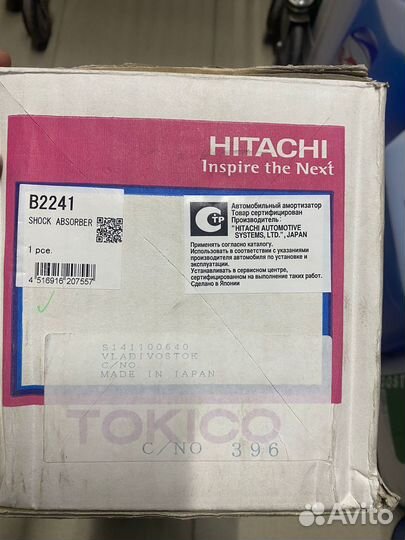 HITACHI
Inspire the Next
B2241
SHOCK ABSORBER
1 pce.
4 516916 207557
СТР
Автомобильный амортизатор
Товар сертифицирован
Производитель:
"HITACHI AUTOMOTIVE
SYSTEMS, LTD.", JAPAN
Применять согласно каталогу.
Использовать в соответствии с указаниями
производителя автомобиля по установке и
эксплуатации.
Устанавливать в сервисном центре,
сертифицированном на выполнение таких работ.
Сделано в Японии
S141100640
VLADIVOSTOK
C/NO.
MADE IN JAPAN
TOKICO
C/NO 396
Avito